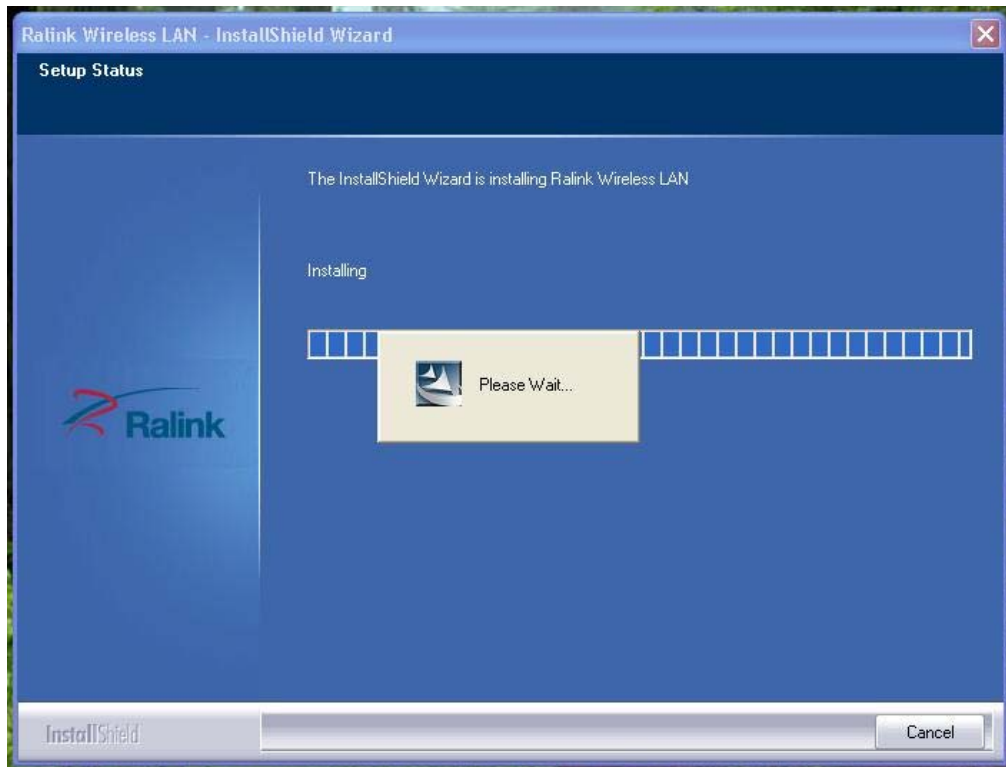 Ralink Wireless LAN - InstallShield Wizard
Setup Status
The InstallShield Wizard is installing Ralink Wireless LAN
Installing
Please Wait...
Ralink
InstallShield
Cancel